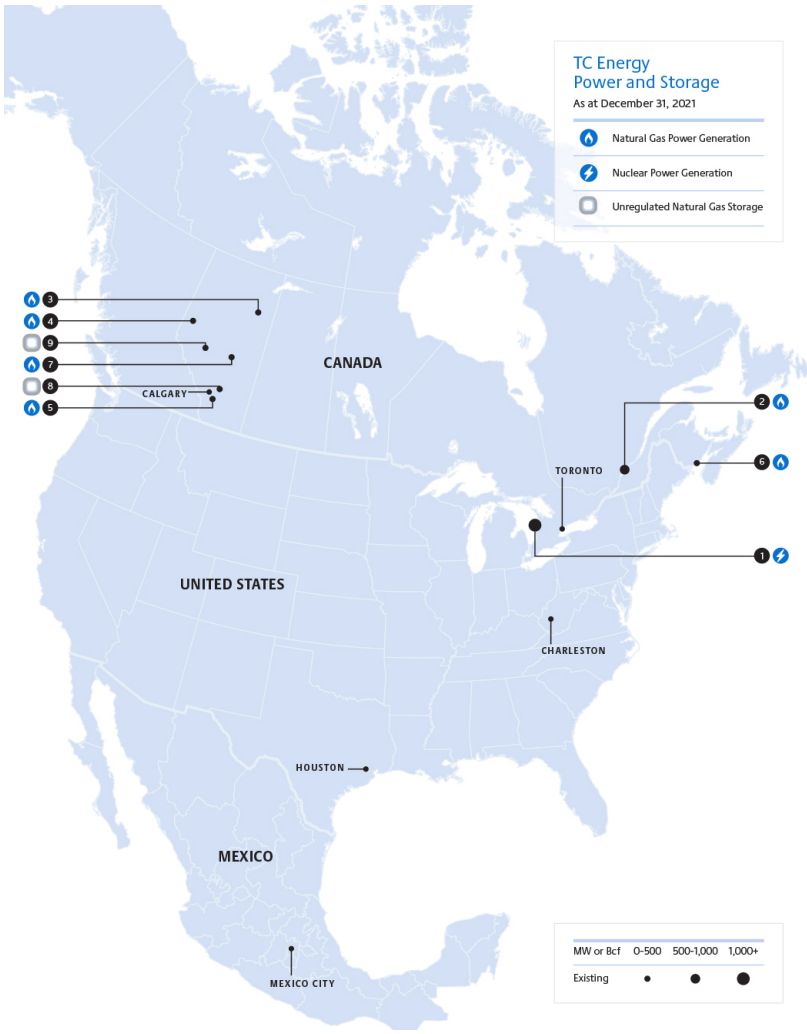 TC Energy
Power and Storage
As at December 31, 2021
Natural Gas Power Generation
Nuclear Power Generation
Unregulated Natural Gas Storage
3
4
9
7
8
5
CALGARY
CANADA
2
6
TORONTO
1
UNITED STATES
CHARLESTON
HOUSTON
MEXICO
MEXICO CITY
MW or Bcf 0-500 500-1,000 1,000+
Existing